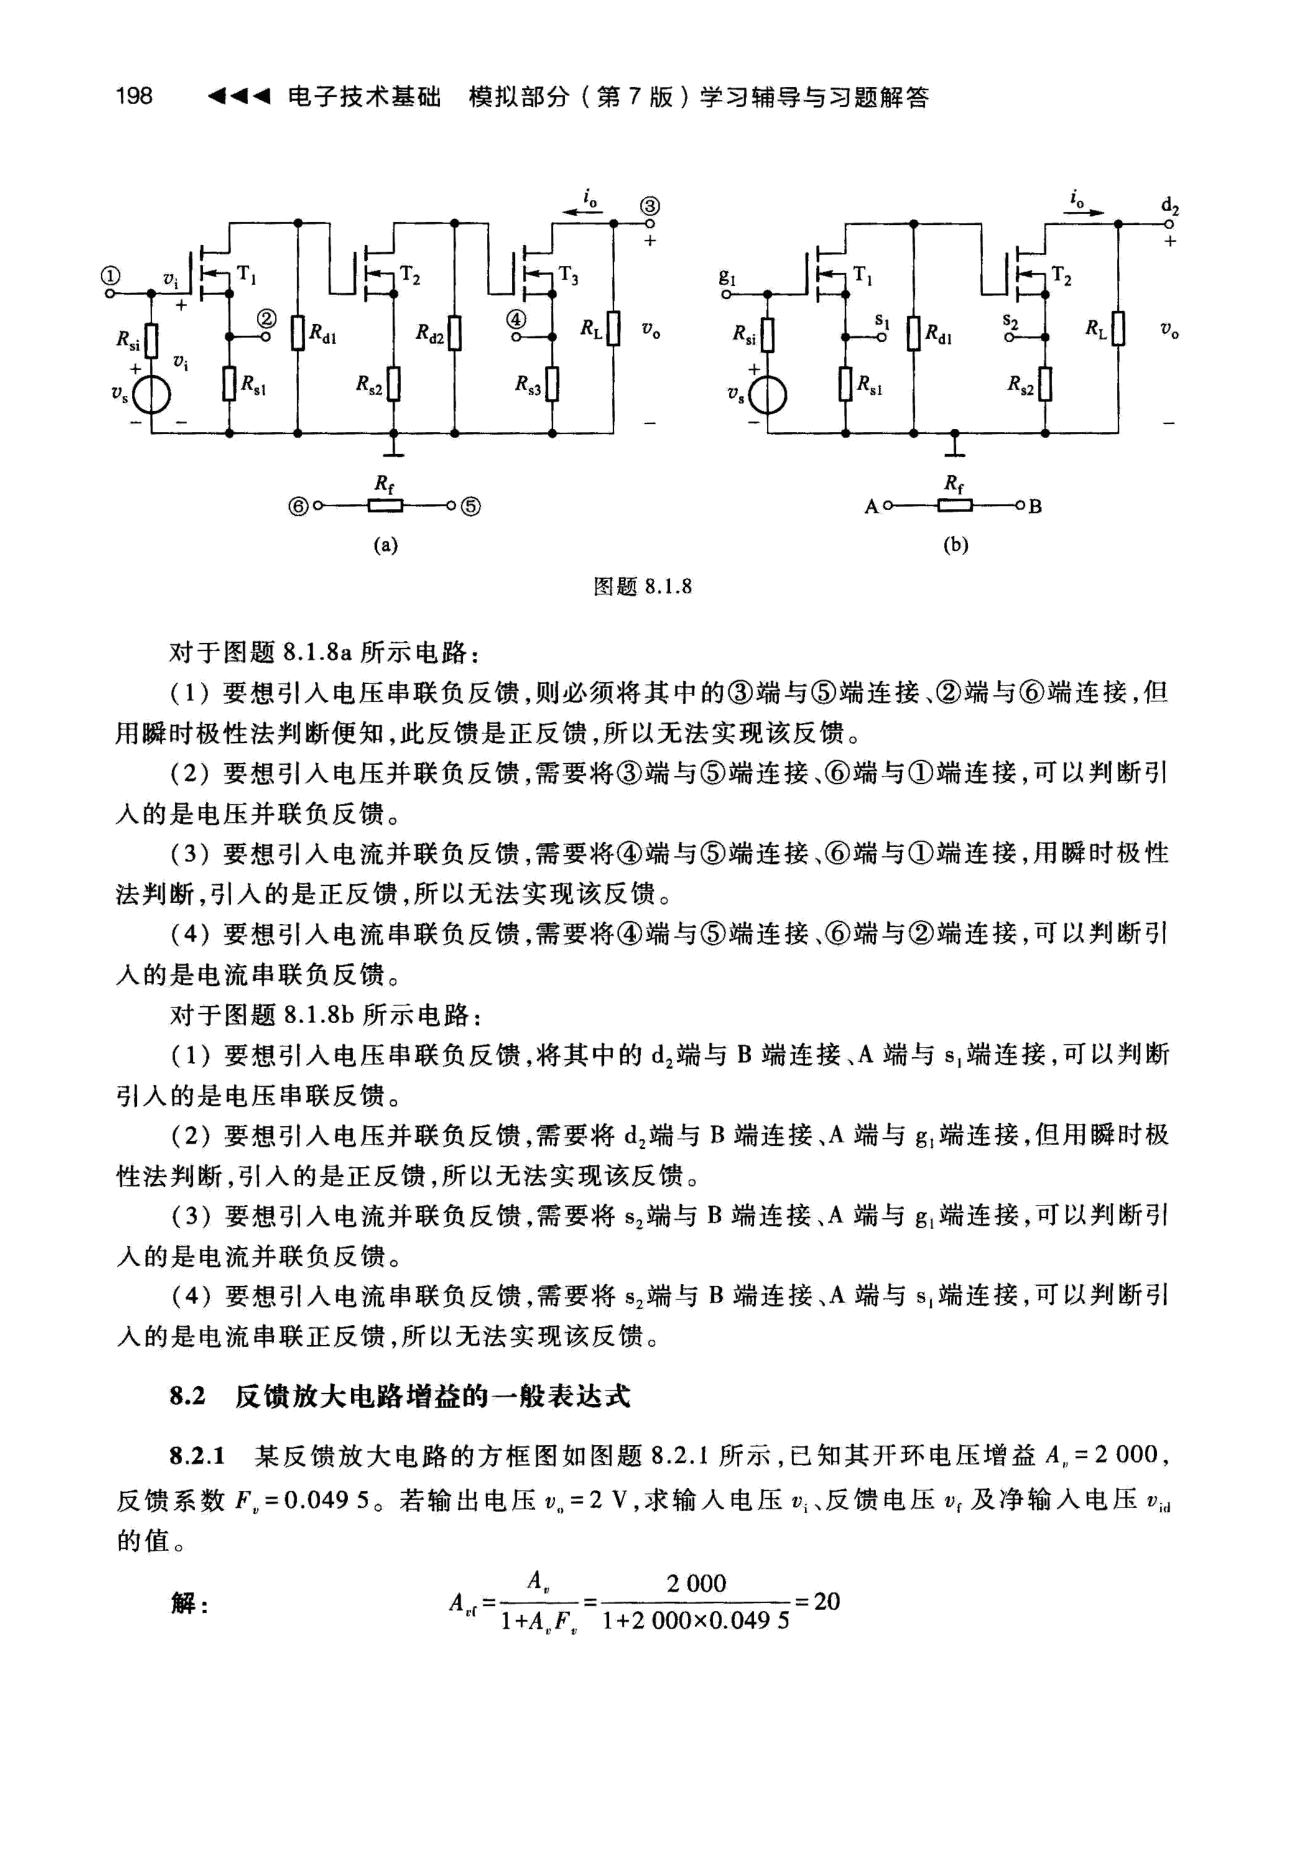 198 ◀◀◀ 电子技术基础 模拟部分（第 7 版）学习辅导与习题解答
i_o ③ i_o d_2
+ +
① v_i T_1 T_2 T_3 g_1 T_1 T_2
+
② ④ s_1 s_2
R_si R_d1 R_d2 R_L v_o R_si R_d1 R_L v_o
+ v_i +
v_s R_s1 R_s2 R_s3 v_s R_s1 R_s2
− − − − −
R_f R_f
⑥ ⑤ A B
(a) (b)
图题 8.1.8
对于图题 8.1.8a 所示电路：
(1) 要想引入电压串联负反馈,则必须将其中的③端与⑤端连接、②端与⑥端连接,但
用瞬时极性法判断便知,此反馈是正反馈,所以无法实现该反馈。
(2) 要想引入电压并联负反馈,需要将③端与⑤端连接、⑥端与①端连接,可以判断引
入的是电压并联负反馈。
(3) 要想引入电流并联负反馈,需要将④端与⑤端连接、⑥端与①端连接,用瞬时极性
法判断,引入的是正反馈,所以无法实现该反馈。
(4) 要想引入电流串联负反馈,需要将④端与⑤端连接、⑥端与②端连接,可以判断引
入的是电流串联负反馈。
对于图题 8.1.8b 所示电路：
(1) 要想引入电压串联负反馈,将其中的 d_2端与 B 端连接、A 端与 s_1端连接,可以判断
引入的是电压串联反馈。
(2) 要想引入电压并联负反馈,需要将 d_2端与 B 端连接、A 端与 g_1端连接,但用瞬时极
性法判断,引入的是正反馈,所以无法实现该反馈。
(3) 要想引入电流并联负反馈,需要将 s_2端与 B 端连接、A 端与 g_1端连接,可以判断引
入的是电流并联负反馈。
(4) 要想引入电流串联负反馈,需要将 s_2端与 B 端连接、A 端与 s_1端连接,可以判断引
入的是电流串联正反馈,所以无法实现该反馈。
8.2 反馈放大电路增益的一般表达式
8.2.1 某反馈放大电路的方框图如图题 8.2.1 所示,已知其开环电压增益 A_v=2 000,
反馈系数 F_v=0.049 5。若输出电压 v_o=2 V,求输入电压 v_i、反馈电压 v_f 及净输入电压 v_id
的值。
解： A_vf = A_v / (1+A_v F_v) = 2 000 / (1+2 000×0.049 5) = 20